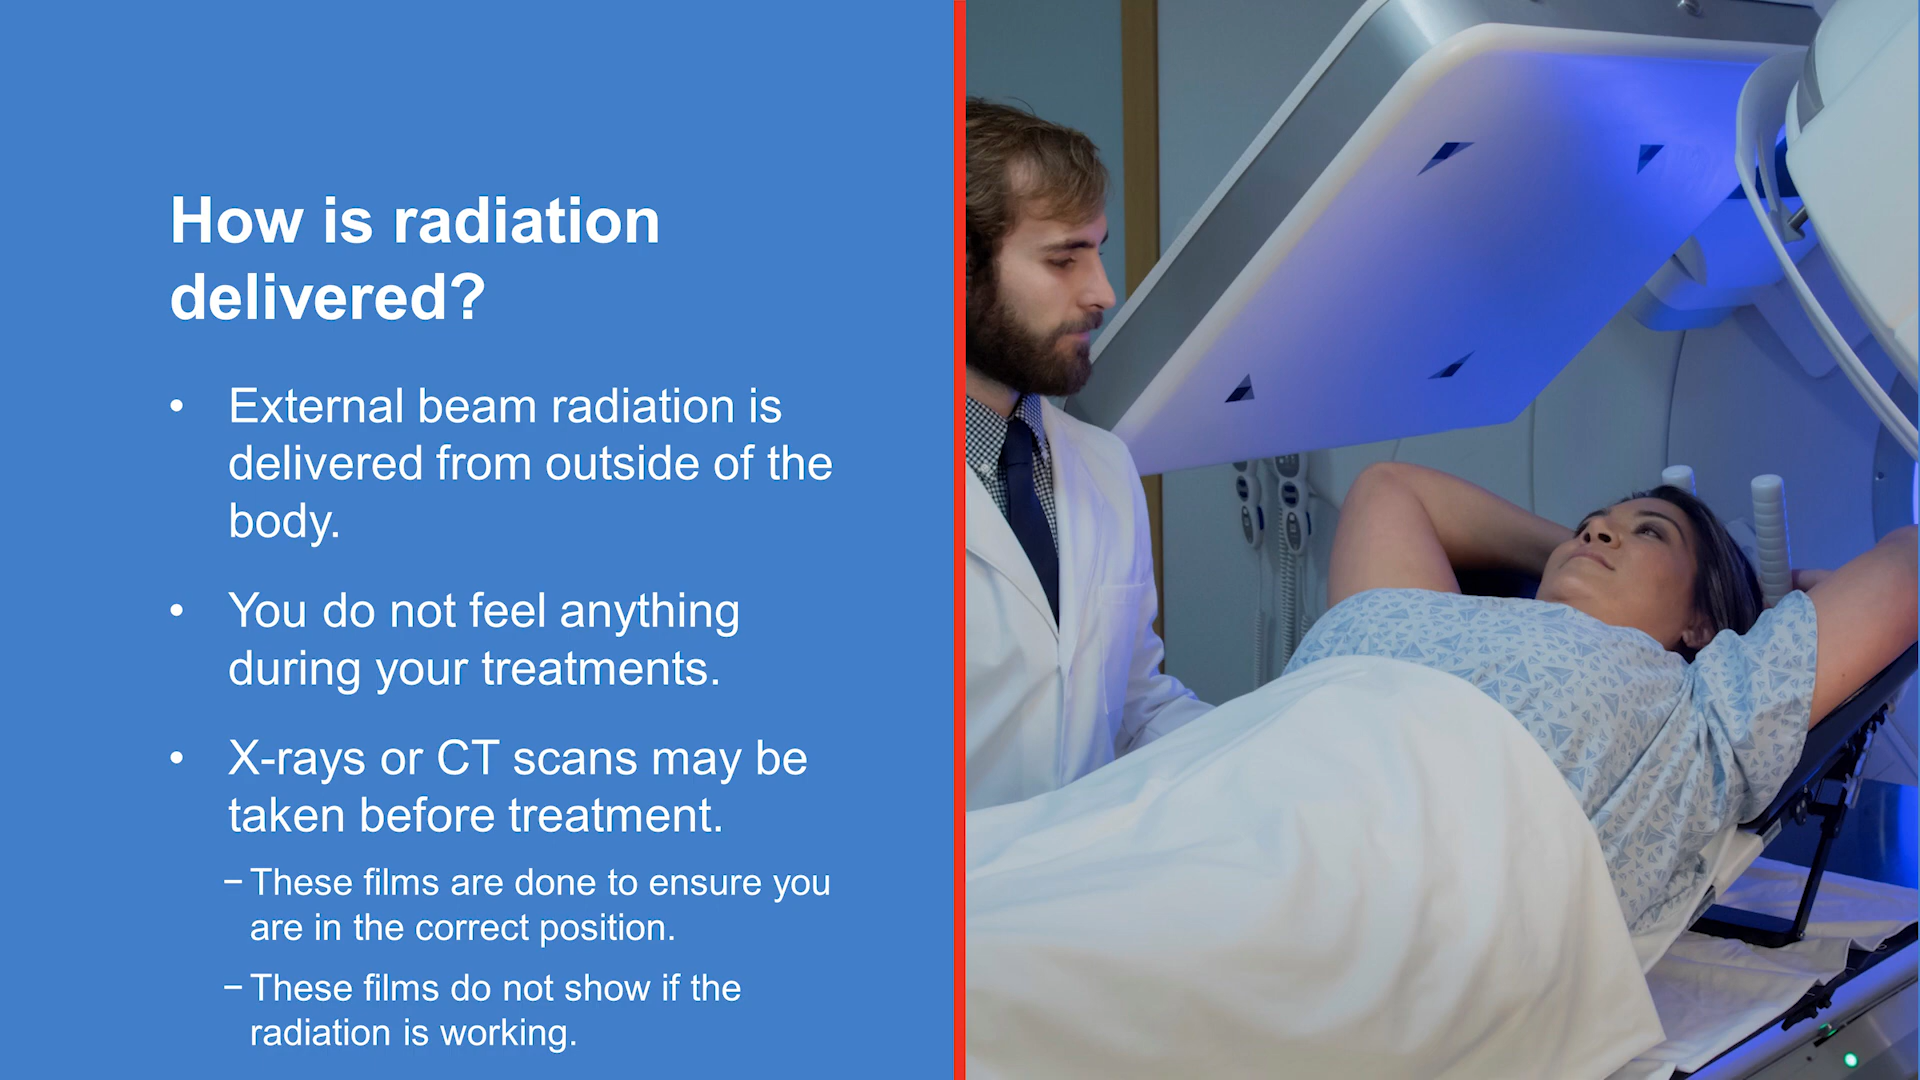 How is radiation
delivered?
• External beam radiation is
delivered from outside of the
body.
• You do not feel anything
during your treatments.
• X-rays or CT scans may be
taken before treatment.
– These films are done to ensure you
are in the correct position.
– These films do not show if the
radiation is working.